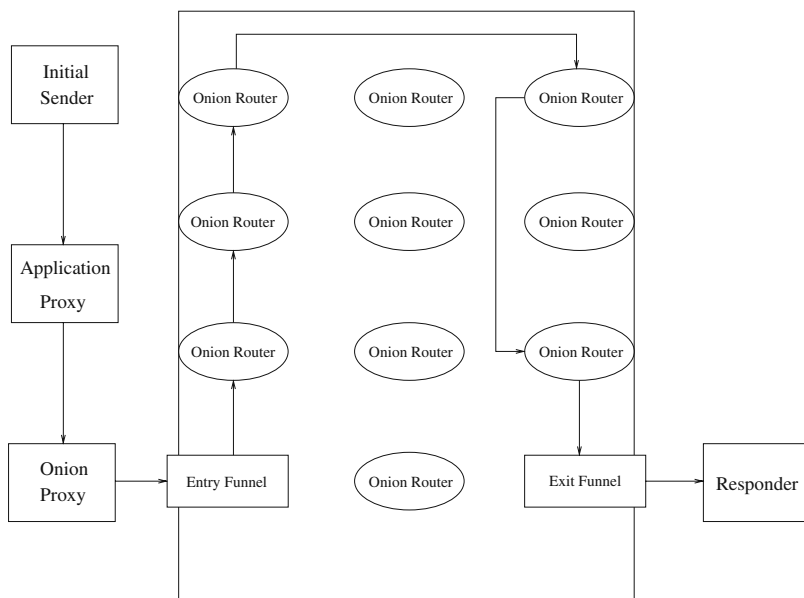 Initial
Sender
Onion Router
Onion Router
Onion Router
Application
Proxy
Onion Router
Onion Router
Onion Router
Onion Router
Onion Router
Onion Router
Onion
Proxy
Entry Funnel
Onion Router
Exit Funnel
Responder